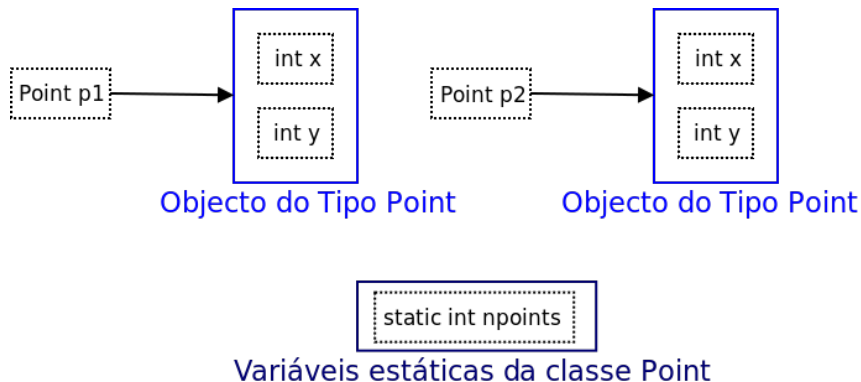 int x
Point p1
int y
Objecto do Tipo Point
int x
Point p2
int y
Objecto do Tipo Point
static int npoints
Variáveis estáticas da classe Point